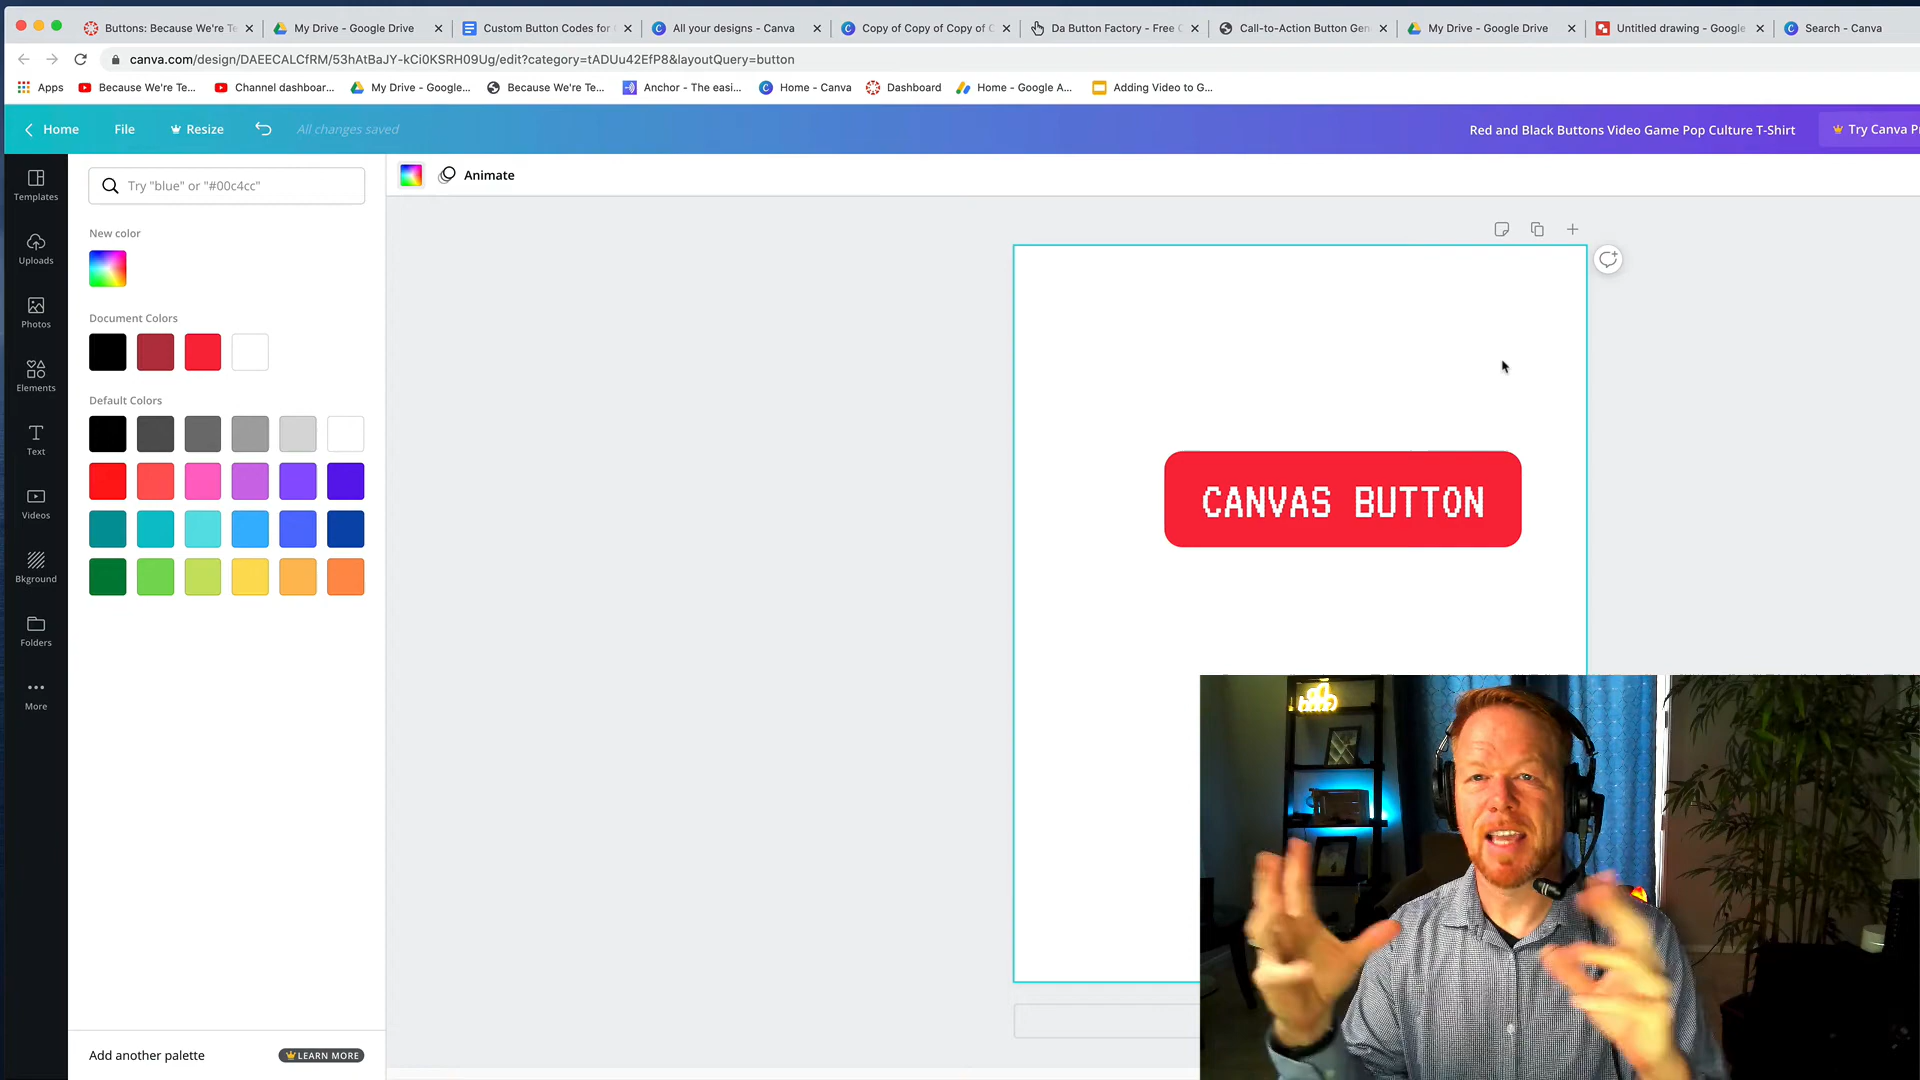 Buttons: Because We're Te
My Drive - Google Drive
Custom Button Codes for
All your designs - Canva
Copy of Copy of Copy of C
Da Button Factory - Free C
Call-to-Action Button Gen
My Drive - Google Drive
Untitled drawing - Google
Search - Canva
canva.com/design/DAEECALCfRM/53hAtBaJY-kCi0KSRH09Ug/edit?category=tADUu42EfP8&layoutQuery=button
Apps
Because We're Te...
Channel dashboar...
My Drive - Google...
Because We're Te...
Anchor - The easi...
Home - Canva
Dashboard
Home - Google A...
Adding Video to G...
Home
File
Resize
All changes saved
Red and Black Buttons Video Game Pop Culture T-Shirt
Try Canva Pr
Templates
Uploads
Photos
Elements
Text
Videos
Bkground
Folders
More
Try "blue" or "#00c4cc"
New color
Document Colors
Default Colors
Add another palette
LEARN MORE
Animate
CANVAS BUTTON